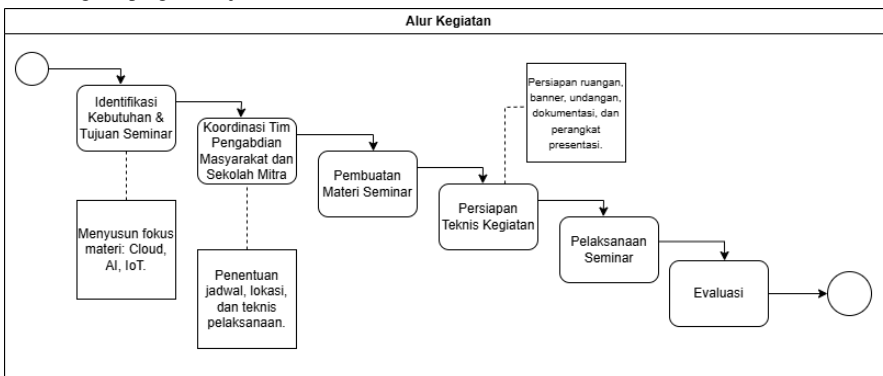 Alur Kegiatan
Identifikasi
Kebutuhan &
Tujuan Seminar
Koordinasi Tim
Pengabdian
Masyarakat dan
Sekolah Mitra
Pembuatan
Materi Seminar
Persiapan
Teknis Kegiatan
Pelaksanaan
Seminar
Evaluasi
Menyusun fokus
materi: Cloud,
AI, IoT.
Penentuan
jadwal, lokasi,
dan teknis
pelaksanaan.
Persiapan ruangan,
banner, undangan,
dokumentasi, dan
perangkat
presentasi.